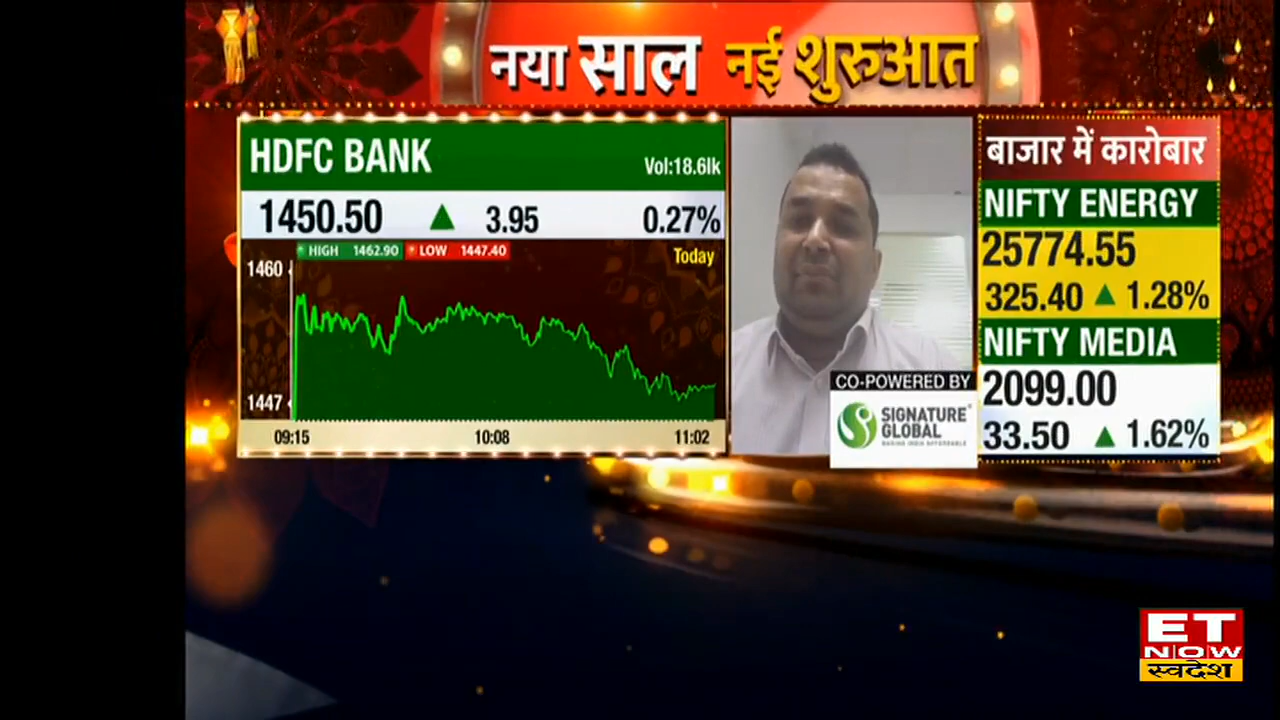 नया साल नई शुरुआत
HDFC BANK
Vol:18.6lk
1450.50 ▲ 3.95 0.27%
HIGH 1462.90 LOW 1447.40
Today
1460
1447
09:15 10:08 11:02
CO-POWERED BY
SIGNATURE
GLOBAL
बाजार में कारोबार
NIFTY ENERGY
25774.55
325.40 ▲ 1.28%
NIFTY MEDIA
2099.00
33.50 ▲ 1.62%
ET
NOW
स्वदेश